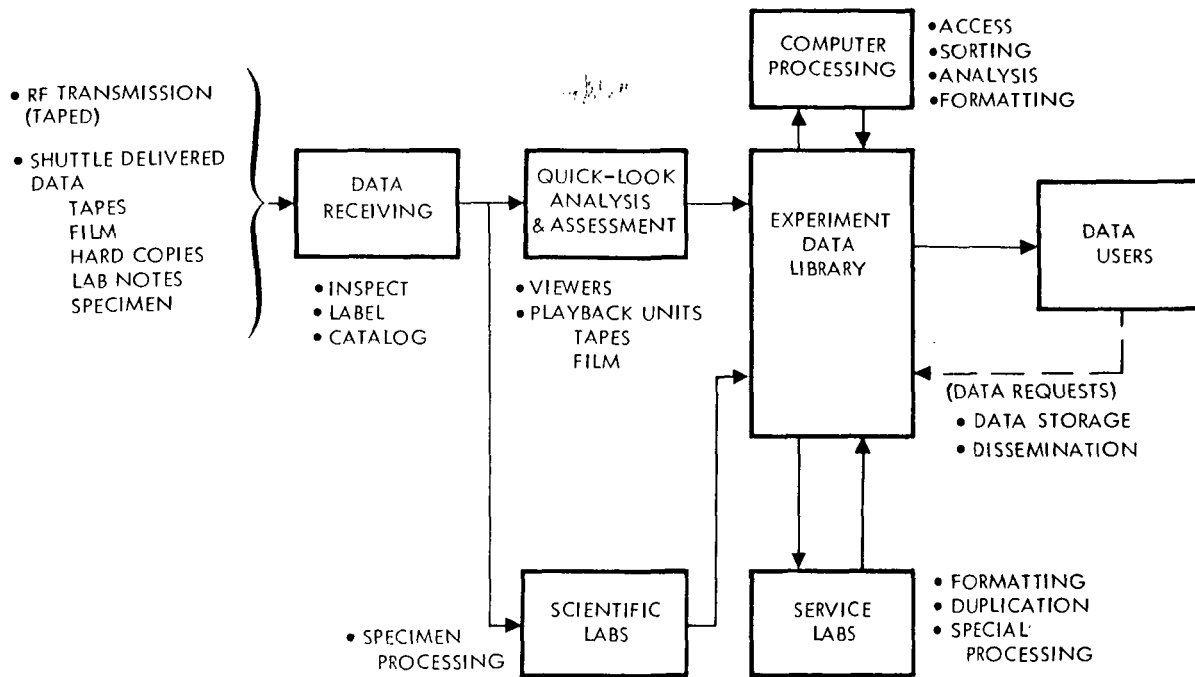 • RF TRANSMISSION
(TAPED)
• SHUTTLE DELIVERED
DATA
TAPES
FILM
HARD COPIES
LAB NOTES
SPECIMEN
DATA
RECEIVING
• INSPECT
• LABEL
• CATALOG
QUICK-LOOK
ANALYSIS
& ASSESSMENT
• VIEWERS
• PLAYBACK UNITS
TAPES
FILM
• SPECIMEN
PROCESSING
SCIENTIFIC
LABS
COMPUTER
PROCESSING
• ACCESS
• SORTING
• ANALYSIS
• FORMATTING
EXPERIMENT
DATA
LIBRARY
DATA
USERS
(DATA REQUESTS)
• DATA STORAGE
• DISSEMINATION
SERVICE
LABS
• FORMATTING
• DUPLICATION
• SPECIAL
PROCESSING